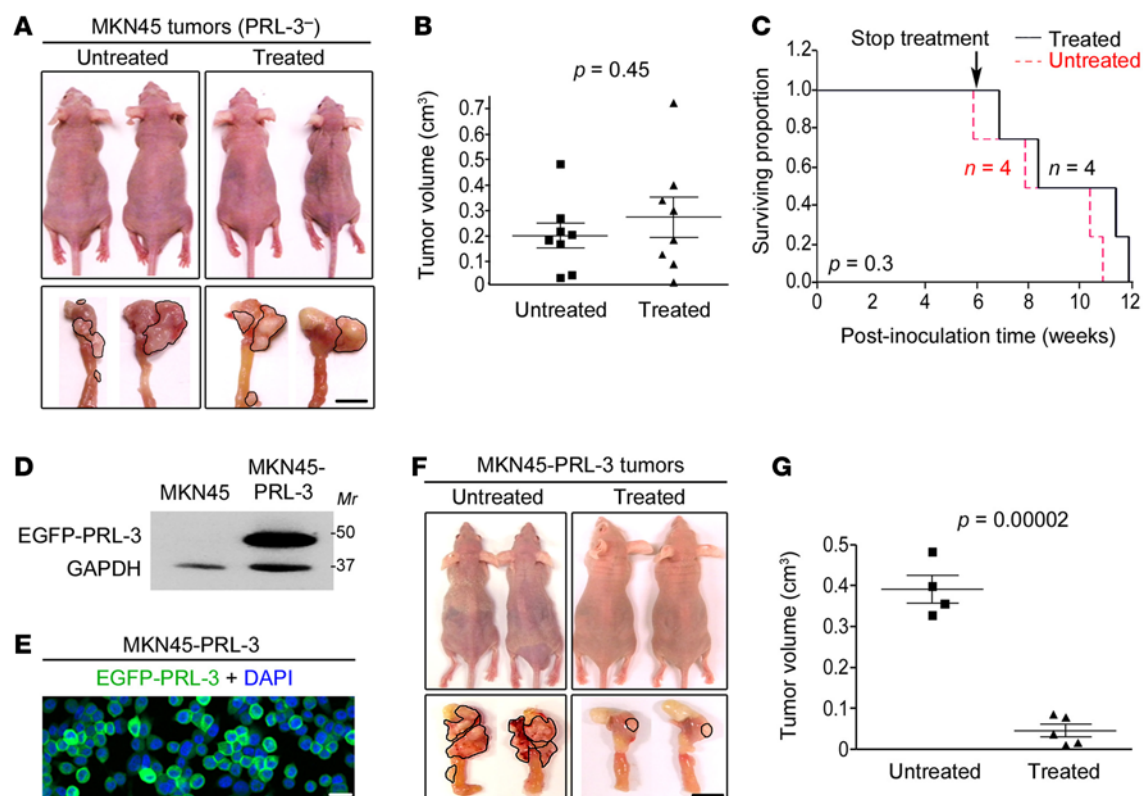 A
MKN45 tumors (PRL-3–)
Untreated Treated
B
p = 0.45
Tumor volume (cm³)
0.7
0.6
0.5
0.4
0.3
0.2
0.1
0
Untreated Treated
C
Stop treatment
Treated
Untreated
Surviving proportion
1.2
1.0
0.8
0.6
0.4
0.2
0.0
n = 4 n = 4
p = 0.3
0 2 4 6 8 10 12
Post-inoculation time (weeks)
D
MKN45 MKN45-
PRL-3 Mr
EGFP-PRL-3 -50
GAPDH -37
E
MKN45-PRL-3
EGFP-PRL-3 + DAPI
F
MKN45-PRL-3 tumors
Untreated Treated
G
p = 0.00002
Tumor volume (cm³)
0.5
0.4
0.3
0.2
0.1
0
Untreated Treated